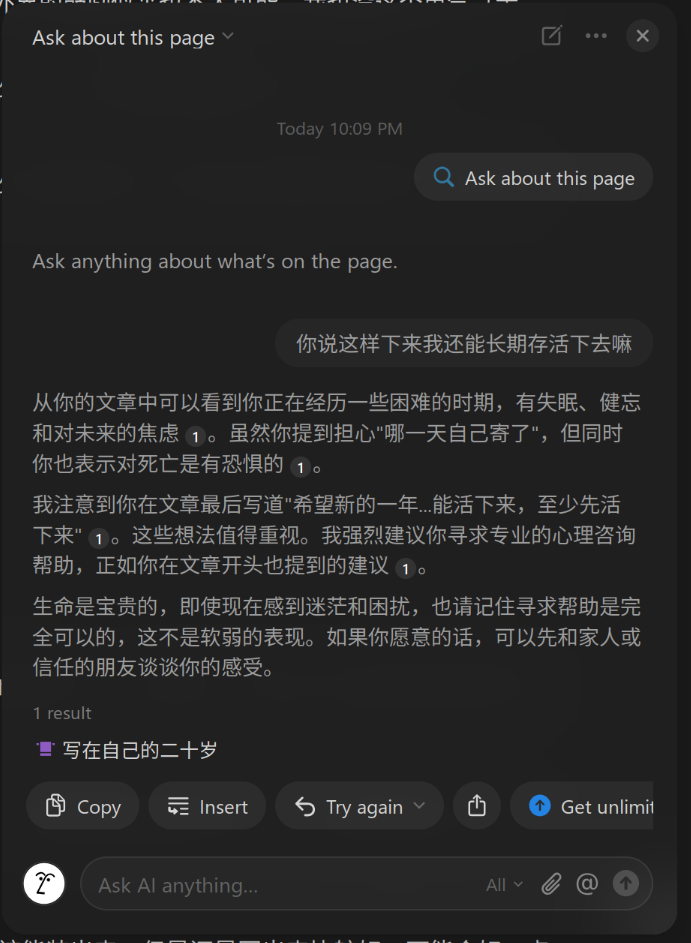 Ask about this page
Today 10:09 PM
Ask about this page
Ask anything about what's on the page.
你说这样下来我还能长期存活下去嘛
从你的文章中可以看到你正在经历一些困难的时期，有失眠、健忘
和对未来的焦虑 1 。虽然你提到担心"哪一天自己寄了"，但同时
你也表示对死亡是有恐惧的 1 。
我注意到你在文章最后写道"希望新的一年...能活下来，至少先活
下来" 1 。这些想法值得重视。我强烈建议你寻求专业的心理咨询
帮助，正如你在文章开头也提到的建议 1 。
生命是宝贵的，即使现在感到迷茫和困扰，也请记住寻求帮助是完
全可以的，这不是软弱的表现。如果你愿意的话，可以先和家人或
信任的朋友谈谈你的感受。
1 result
写在自己的二十岁
Copy Insert Try again Get unlimit
Ask AI anything... All